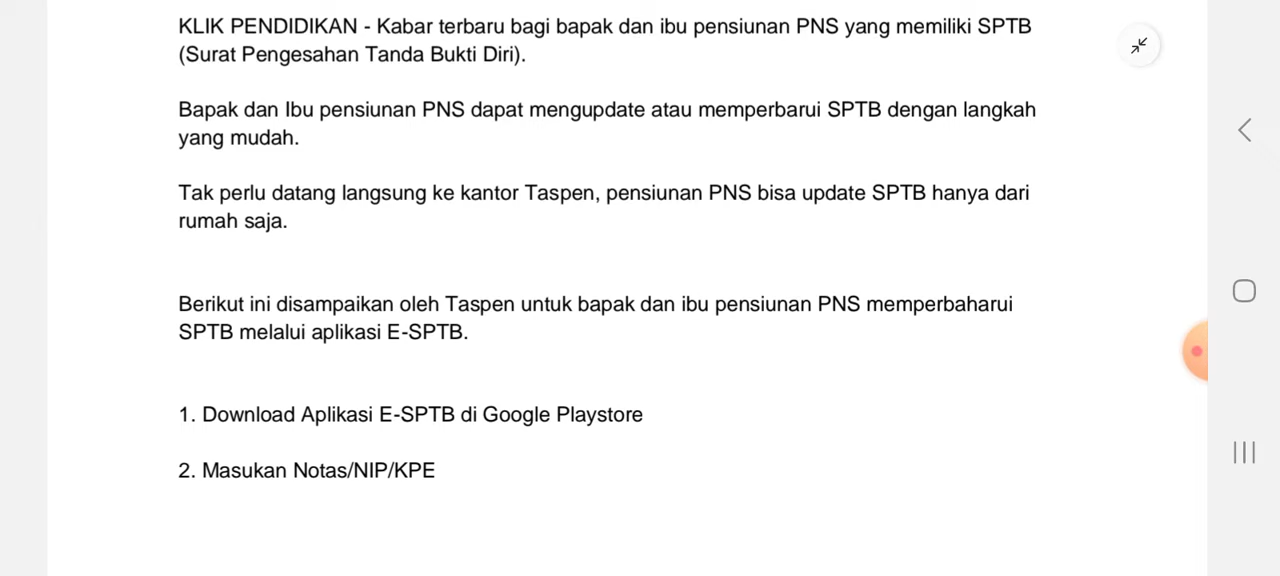 KLIK PENDIDIKAN - Kabar terbaru bagi bapak dan ibu pensiunan PNS yang memiliki SPTB
(Surat Pengesahan Tanda Bukti Diri).
Bapak dan Ibu pensiunan PNS dapat mengupdate atau memperbarui SPTB dengan langkah
yang mudah.
Tak perlu datang langsung ke kantor Taspen, pensiunan PNS bisa update SPTB hanya dari
rumah saja.
Berikut ini disampaikan oleh Taspen untuk bapak dan ibu pensiunan PNS memperbaharui
SPTB melalui aplikasi E-SPTB.
1. Download Aplikasi E-SPTB di Google Playstore
2. Masukan Notas/NIP/KPE